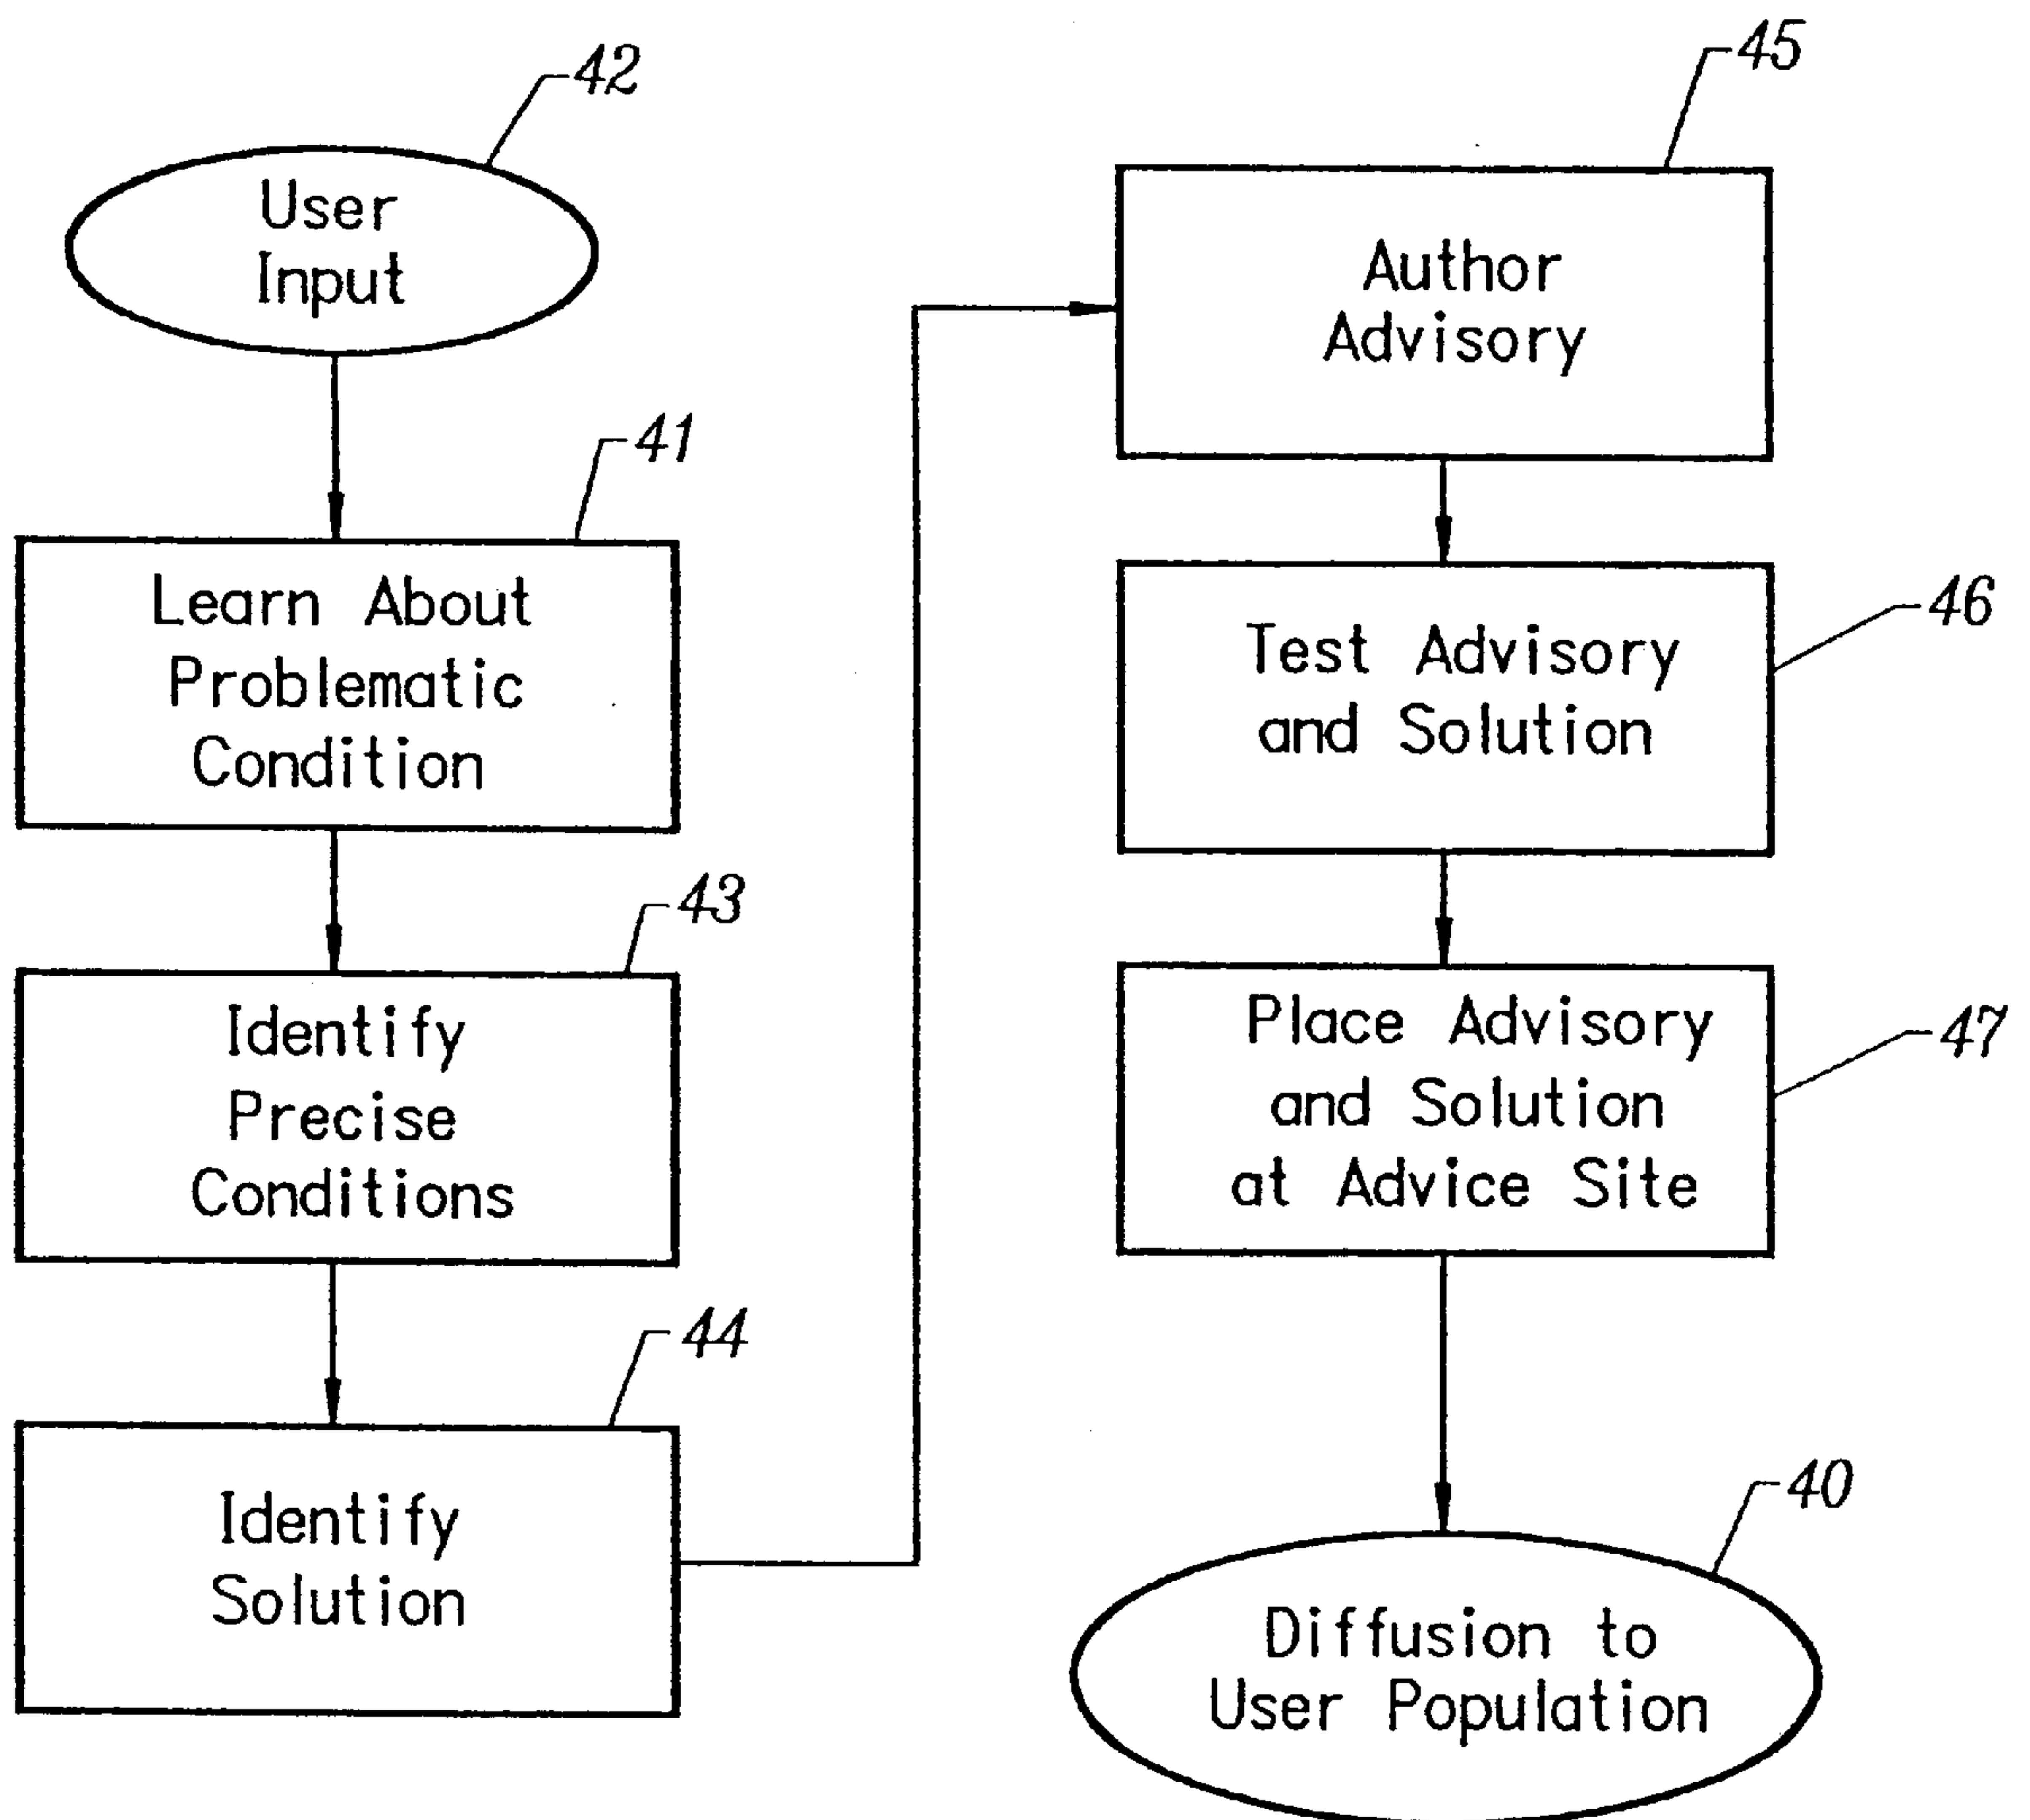 42
User
Input
41
Learn About
Problematic
Condition
43
Identify
Precise
Conditions
44
Identify
Solution
45
Author
Advisory
46
Test Advisory
and Solution
47
Place Advisory
and Solution
at Advice Site
40
Diffusion to
User Population